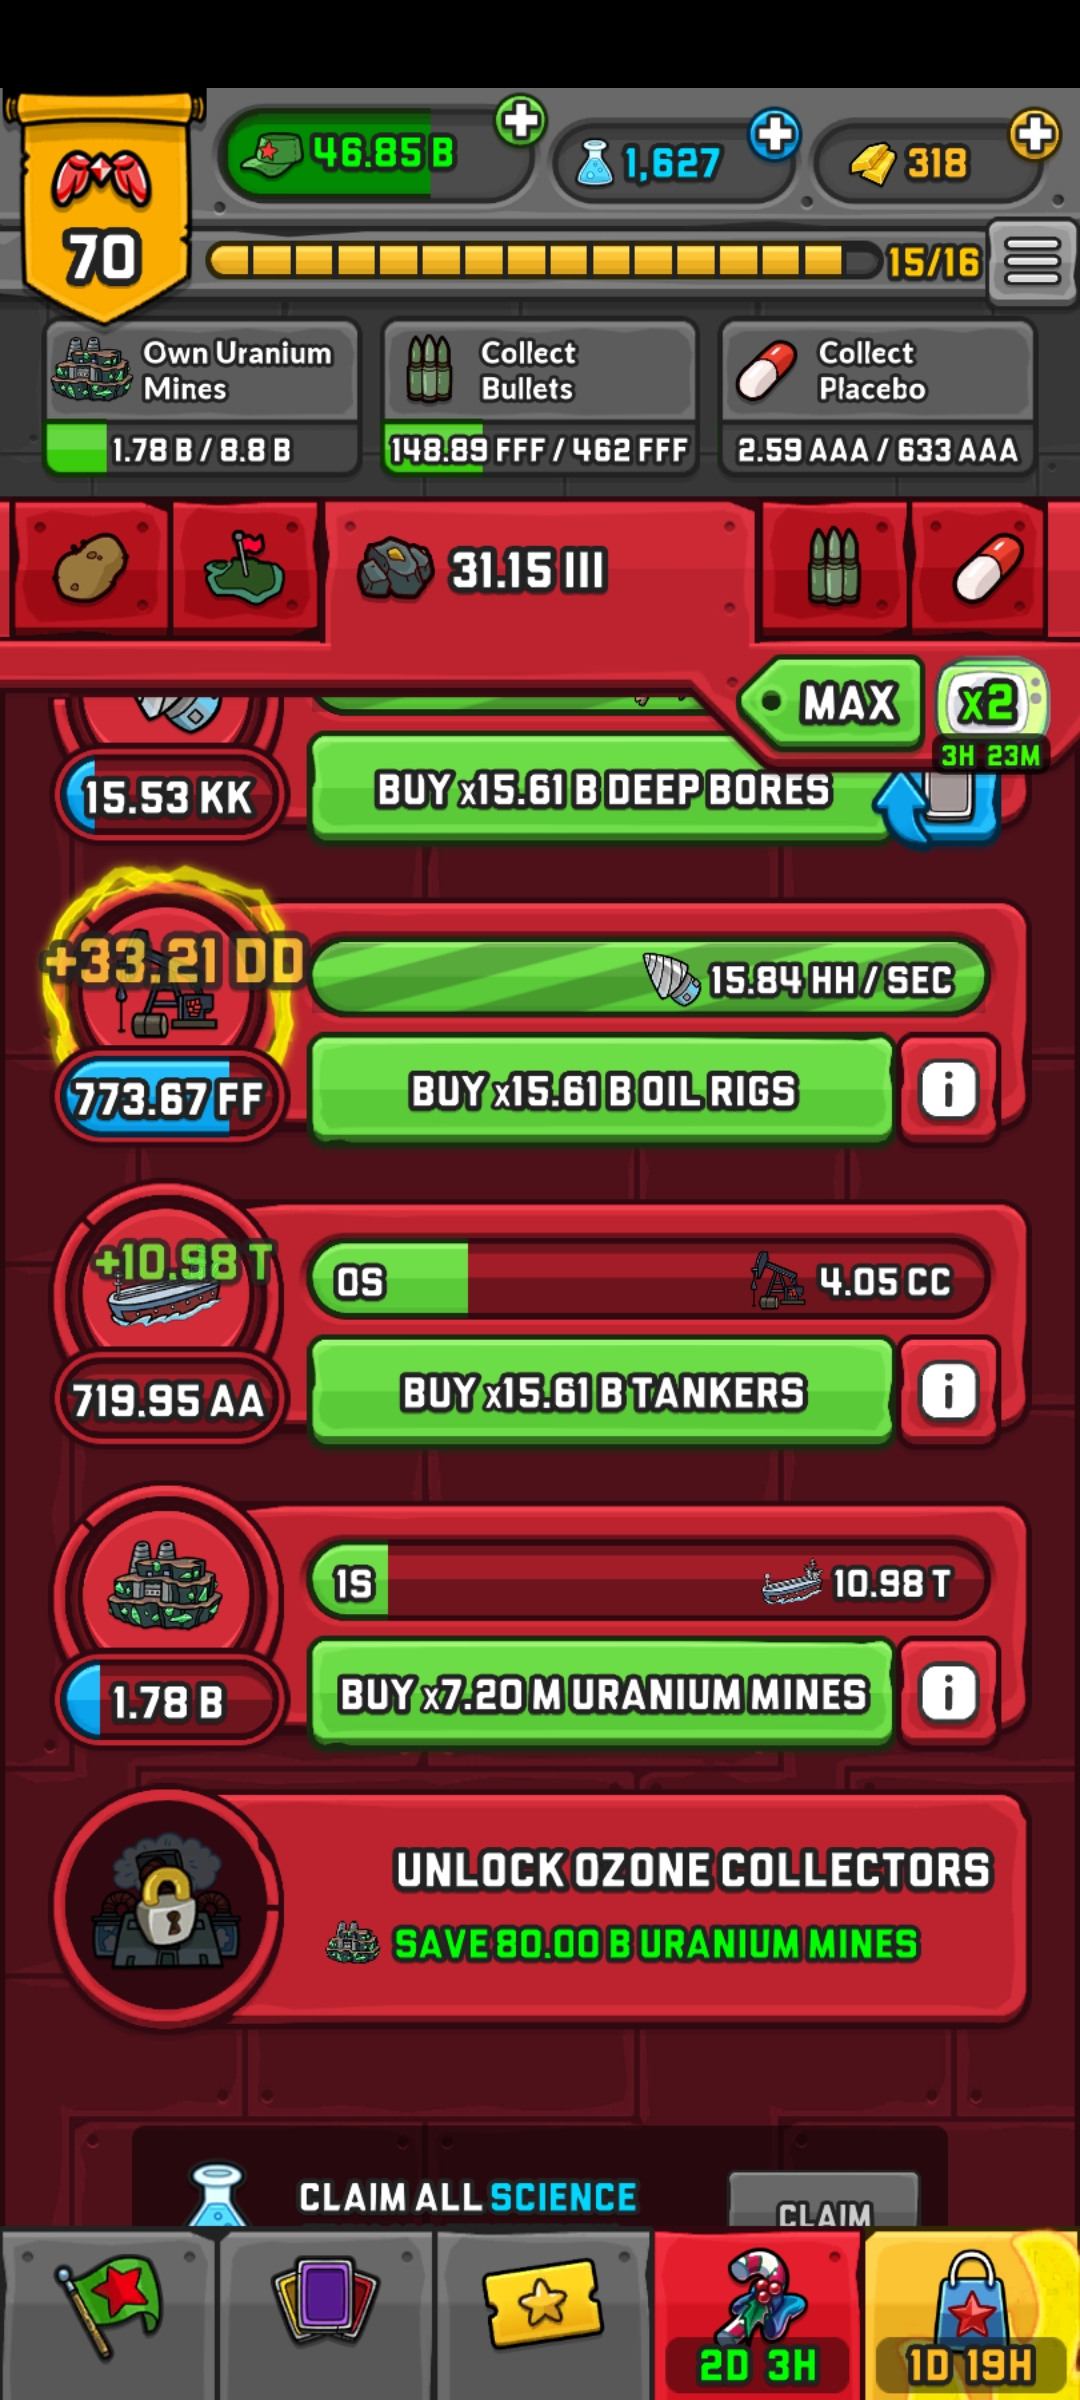 46.85 B
1,627
318
70
15/16
Own Uranium
Mines
1.78 B / 8.8 B
Collect
Bullets
148.89 FFF / 462 FFF
Collect
Placebo
2.59 AAA / 633 AAA
31.15 III
MAX
x2
3H 23M
15.53 KK
BUY x15.61 B DEEP BORES
+33.21 DD
15.84 HH / SEC
773.67 FF
BUY x15.61 B OIL RIGS
i
+10.98 T
0S
4.05 CC
719.95 AA
BUY x15.61 B TANKERS
i
1S
10.98 T
1.78 B
BUY x7.20 M URANIUM MINES
i
UNLOCK OZONE COLLECTORS
SAVE 80.00 B URANIUM MINES
CLAIM ALL SCIENCE
CLAIM
2D 3H
1D 19H